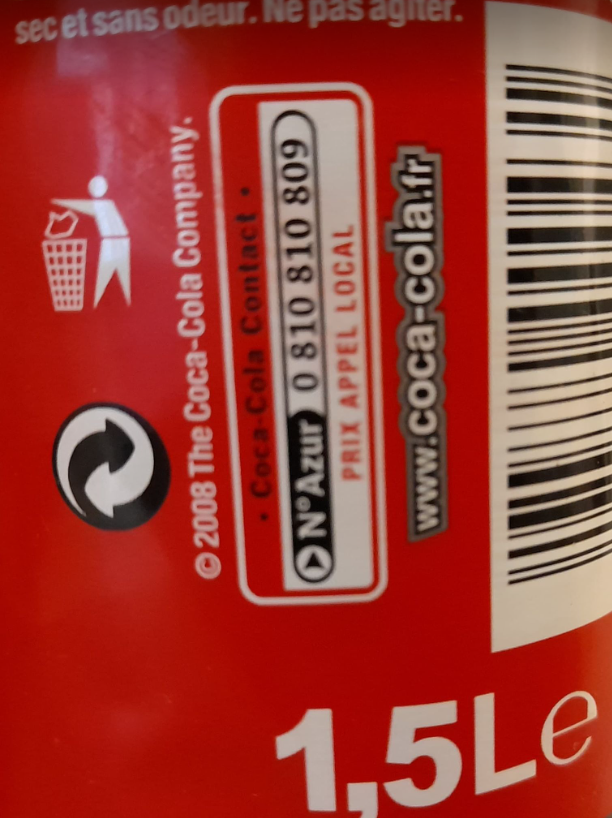 sec et sans odeur. Ne pas agiter.
© 2008 The Coca-Cola Company.
• Coca-Cola Contact •
N°Azur 0 810 810 809
PRIX APPEL LOCAL
www.coca-cola.fr
1,5L e